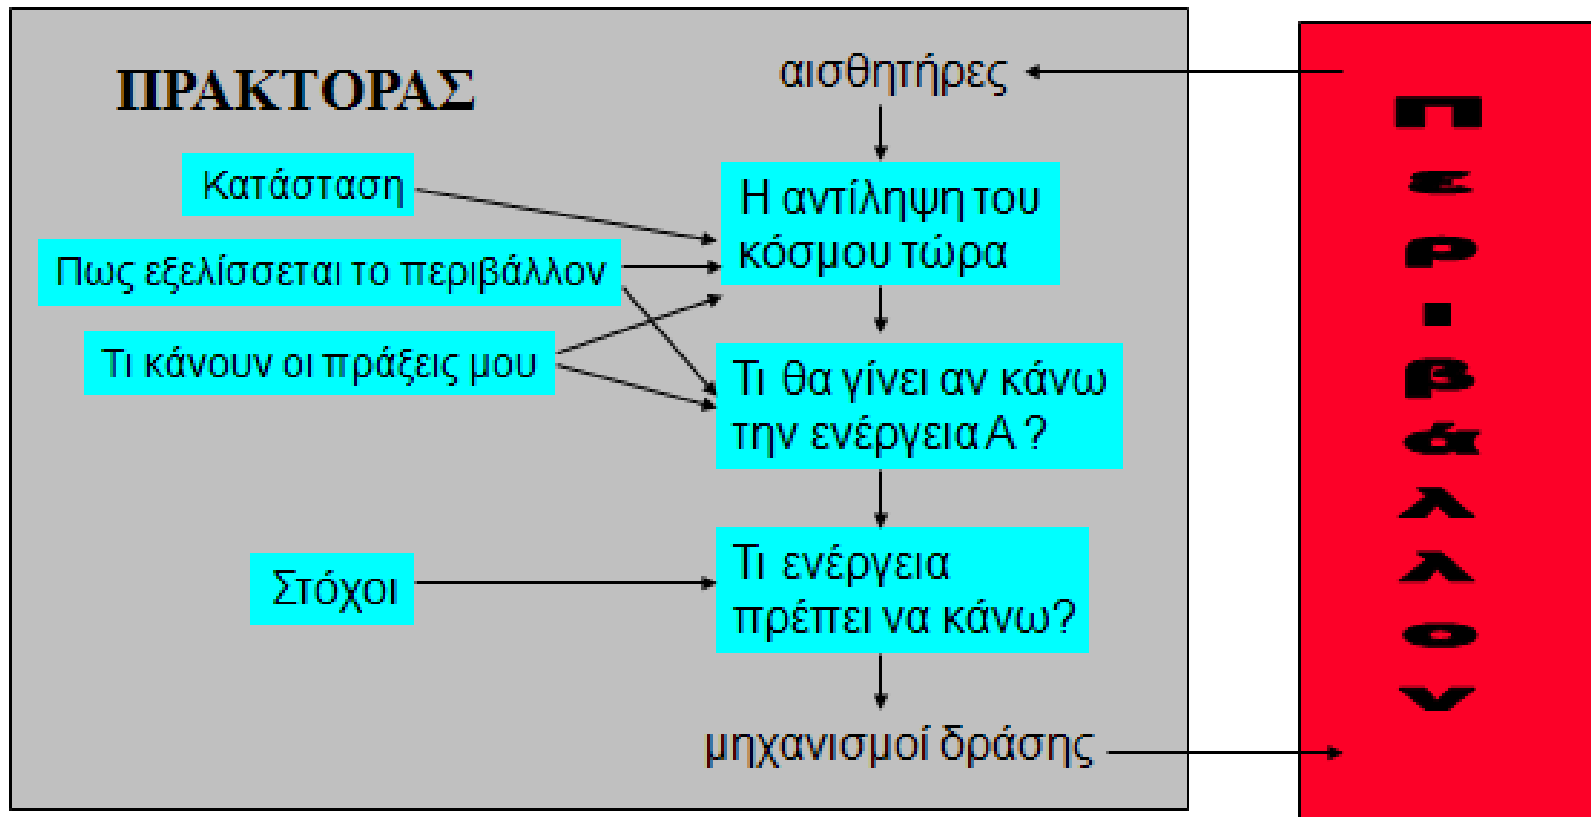 ΠΡΑΚΤΟΡΑΣ
αισθητήρες
Κατάσταση
Η αντίληψη του
κόσμου τώρα
Πως εξελίσσεται το περιβάλλον
Τι κάνουν οι πράξεις μου
Τι θα γίνει αν κάνω
την ενέργεια Α ?
Στόχοι
Τι ενέργεια
πρέπει να κάνω?
μηχανισμοί δράσης
Περιβάλλον